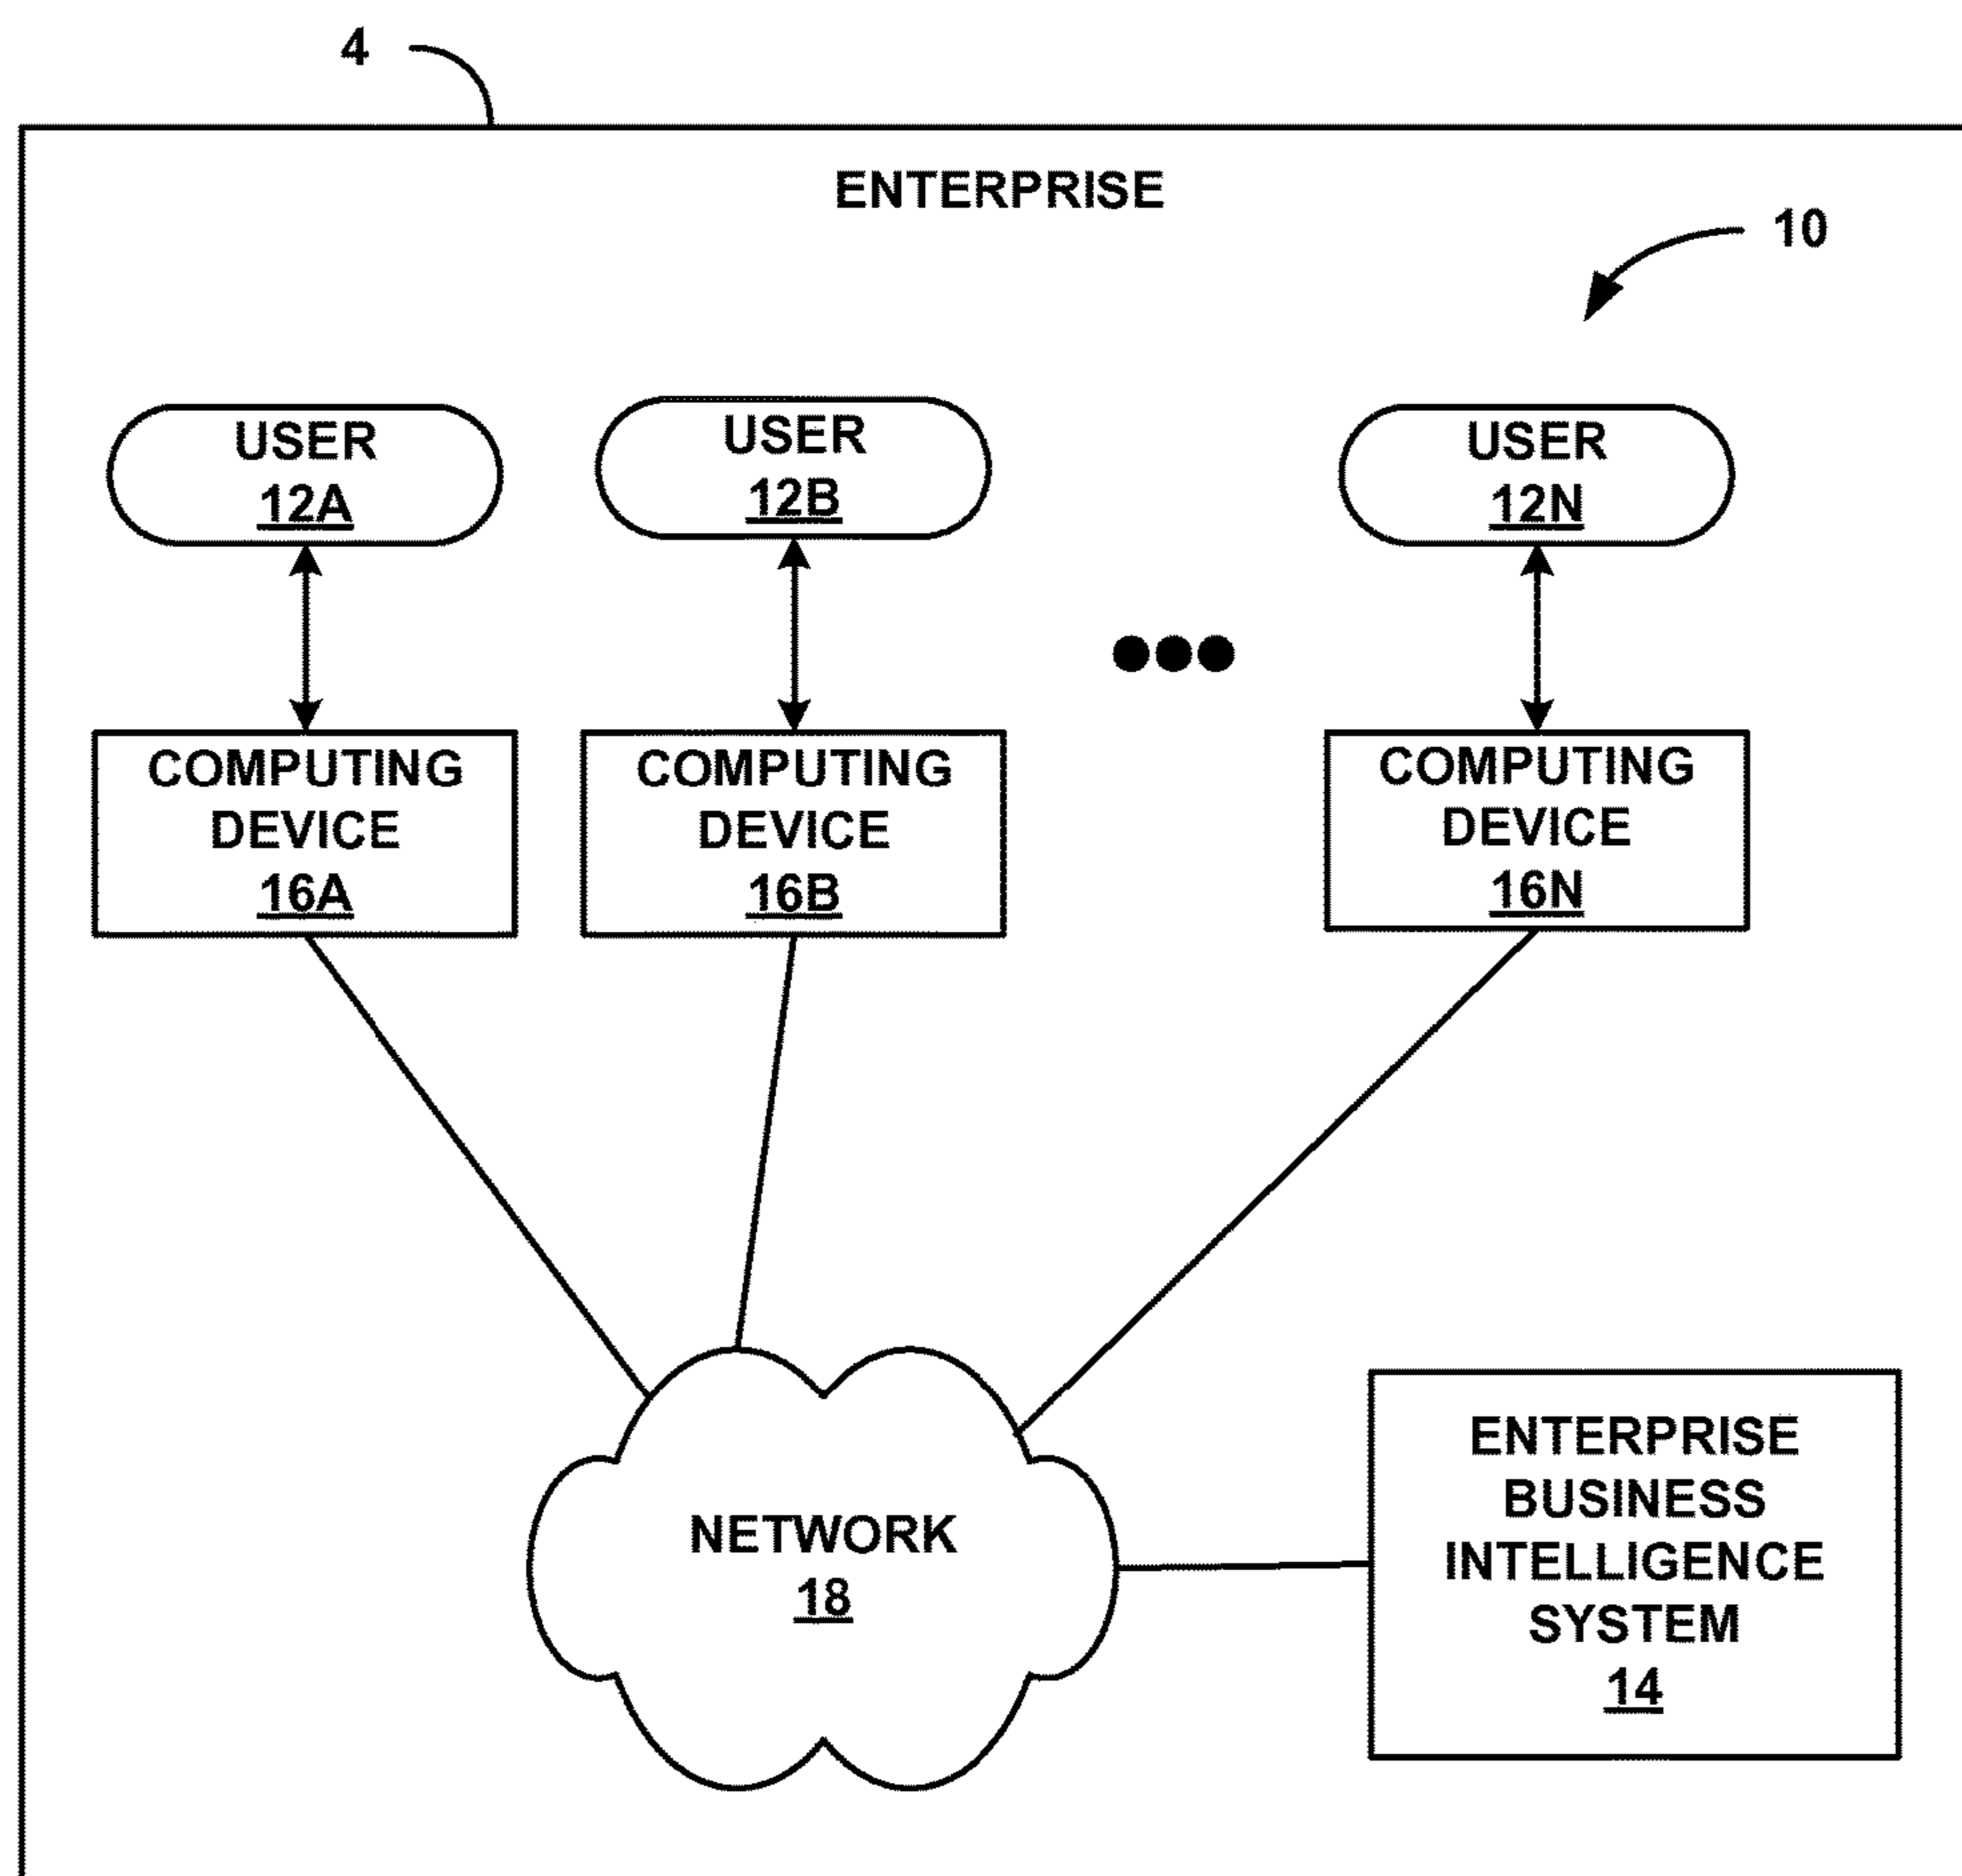 4
ENTERPRISE
10
USER
12A
USER
12B
USER
12N
COMPUTING
DEVICE
16A
COMPUTING
DEVICE
16B
COMPUTING
DEVICE
16N
NETWORK
18
ENTERPRISE
BUSINESS
INTELLIGENCE
SYSTEM
14